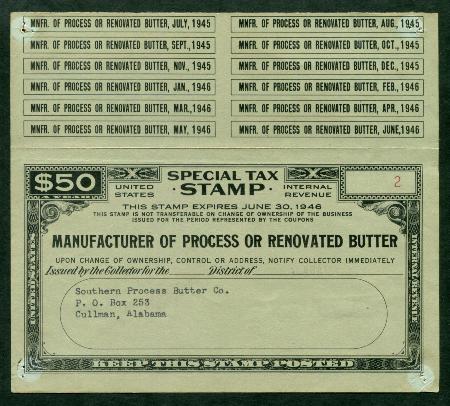 MNFR. OF PROCESS OR RENOVATED BUTTER, JULY, 1945
MNFR. OF PROCESS OR RENOVATED BUTTER, AUG., 1945
MNFR. OF PROCESS OR RENOVATED BUTTER, SEPT., 1945
MNFR. OF PROCESS OR RENOVATED BUTTER, OCT., 1945
MNFR. OF PROCESS OR RENOVATED BUTTER, NOV., 1945
MNFR. OF PROCESS OR RENOVATED BUTTER, DEC., 1945
MNFR. OF PROCESS OR RENOVATED BUTTER, JAN., 1946
MNFR. OF PROCESS OR RENOVATED BUTTER, FEB., 1946
MNFR. OF PROCESS OR RENOVATED BUTTER, MAR., 1946
MNFR. OF PROCESS OR RENOVATED BUTTER, APR., 1946
MNFR. OF PROCESS OR RENOVATED BUTTER, MAY, 1946
MNFR. OF PROCESS OR RENOVATED BUTTER, JUNE, 1946
$50
A YEAR
SPECIAL TAX
2
UNITED STATES
· STAMP ·
INTERNAL REVENUE
THIS STAMP EXPIRES JUNE 30, 1946
THIS STAMP IS NOT TRANSFERABLE ON CHANGE OF OWNERSHIP OF THE BUSINESS
ISSUED FOR THE PERIOD REPRESENTED BY THE COUPONS
MANUFACTURER OF PROCESS OR RENOVATED BUTTER
UPON CHANGE OF OWNERSHIP, CONTROL OR ADDRESS, NOTIFY COLLECTOR IMMEDIATELY
Issued by the Collector for the District of
Southern Process Butter Co.
P. O. Box 253
Cullman, Alabama
UNITED STATES
INTERNAL REVENUE
KEEP THIS STAMP POSTED